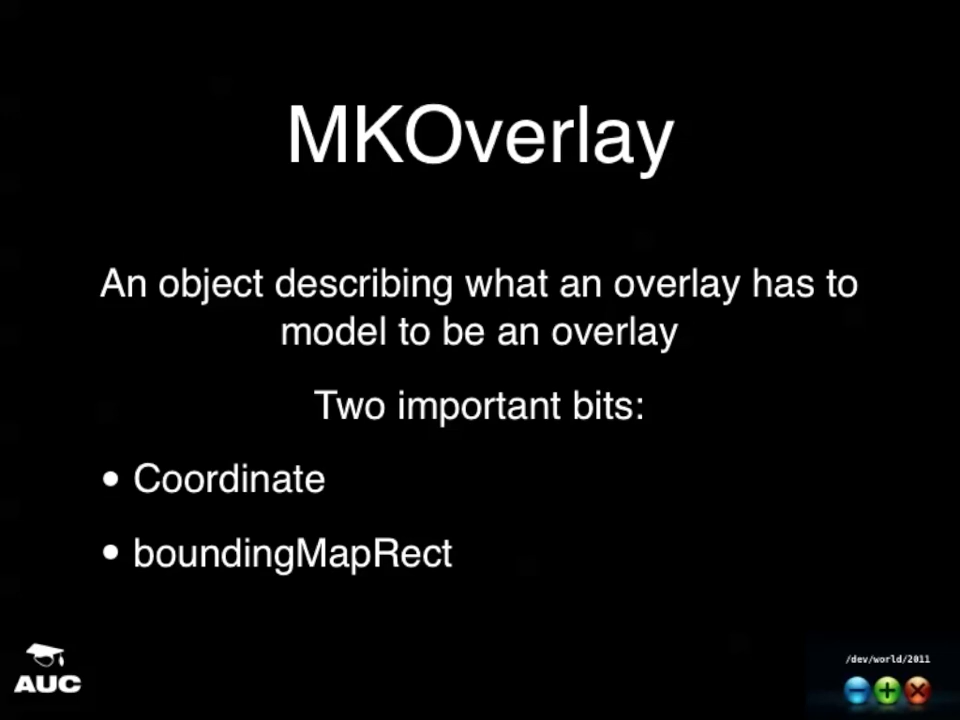 MKOverlay
An object describing what an overlay has to
model to be an overlay
Two important bits:
• Coordinate
• boundingMapRect
AUC
/dev/world/2011